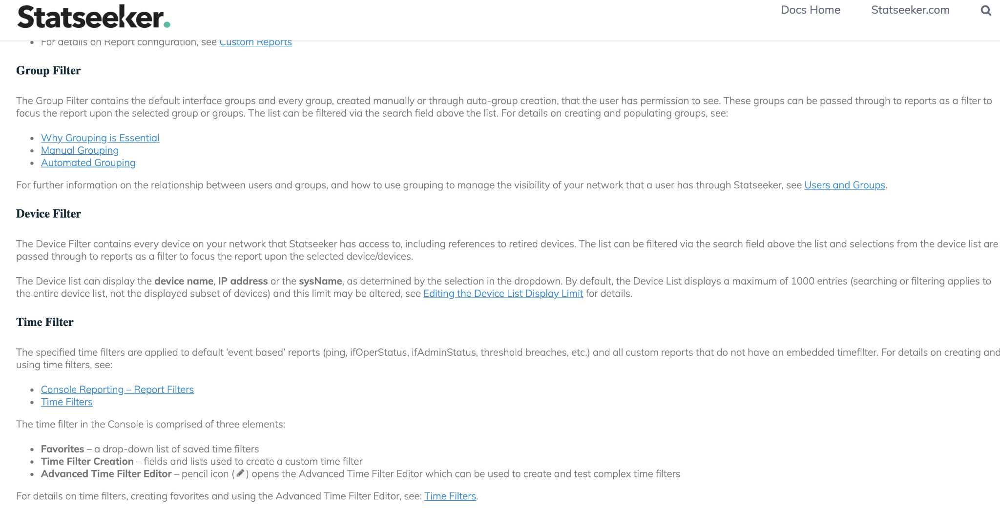 Statseeker.
Docs Home
Statseeker.com
• For details on Report configuration, see Custom Reports
Group Filter
The Group Filter contains the default interface groups and every group, created manually or through auto-group creation, that the user has permission to see. These groups can be passed through to reports as a filter to
focus the report upon the selected group or groups. The list can be filtered via the search field above the list. For details on creating and populating groups, see:
• Why Grouping is Essential
• Manual Grouping
• Automated Grouping
For further information on the relationship between users and groups, and how to use grouping to manage the visibility of your network that a user has through Statseeker, see Users and Groups.
Device Filter
The Device Filter contains every device on your network that Statseeker has access to, including references to retired devices. The list can be filtered via the search field above the list and selections from the device list are
passed through to reports as a filter to focus the report upon the selected device/devices.
The Device list can display the device name, IP address or the sysName, as determined by the selection in the dropdown. By default, the Device List displays a maximum of 1000 entries (searching or filtering applies to
the entire device list, not the displayed subset of devices) and this limit may be altered, see Editing the Device List Display Limit for details.
Time Filter
The specified time filters are applied to default ‘event based’ reports (ping, ifOperStatus, ifAdminStatus, threshold breaches, etc.) and all custom reports that do not have an embedded timefilter. For details on creating and
using time filters, see:
• Console Reporting – Report Filters
• Time Filters
The time filter in the Console is comprised of three elements:
• Favorites – a drop-down list of saved time filters
• Time Filter Creation – fields and lists used to create a custom time filter
• Advanced Time Filter Editor – pencil icon ( ) opens the Advanced Time Filter Editor which can be used to create and test complex time filters
For details on time filters, creating favorites and using the Advanced Time Filter Editor, see: Time Filters.